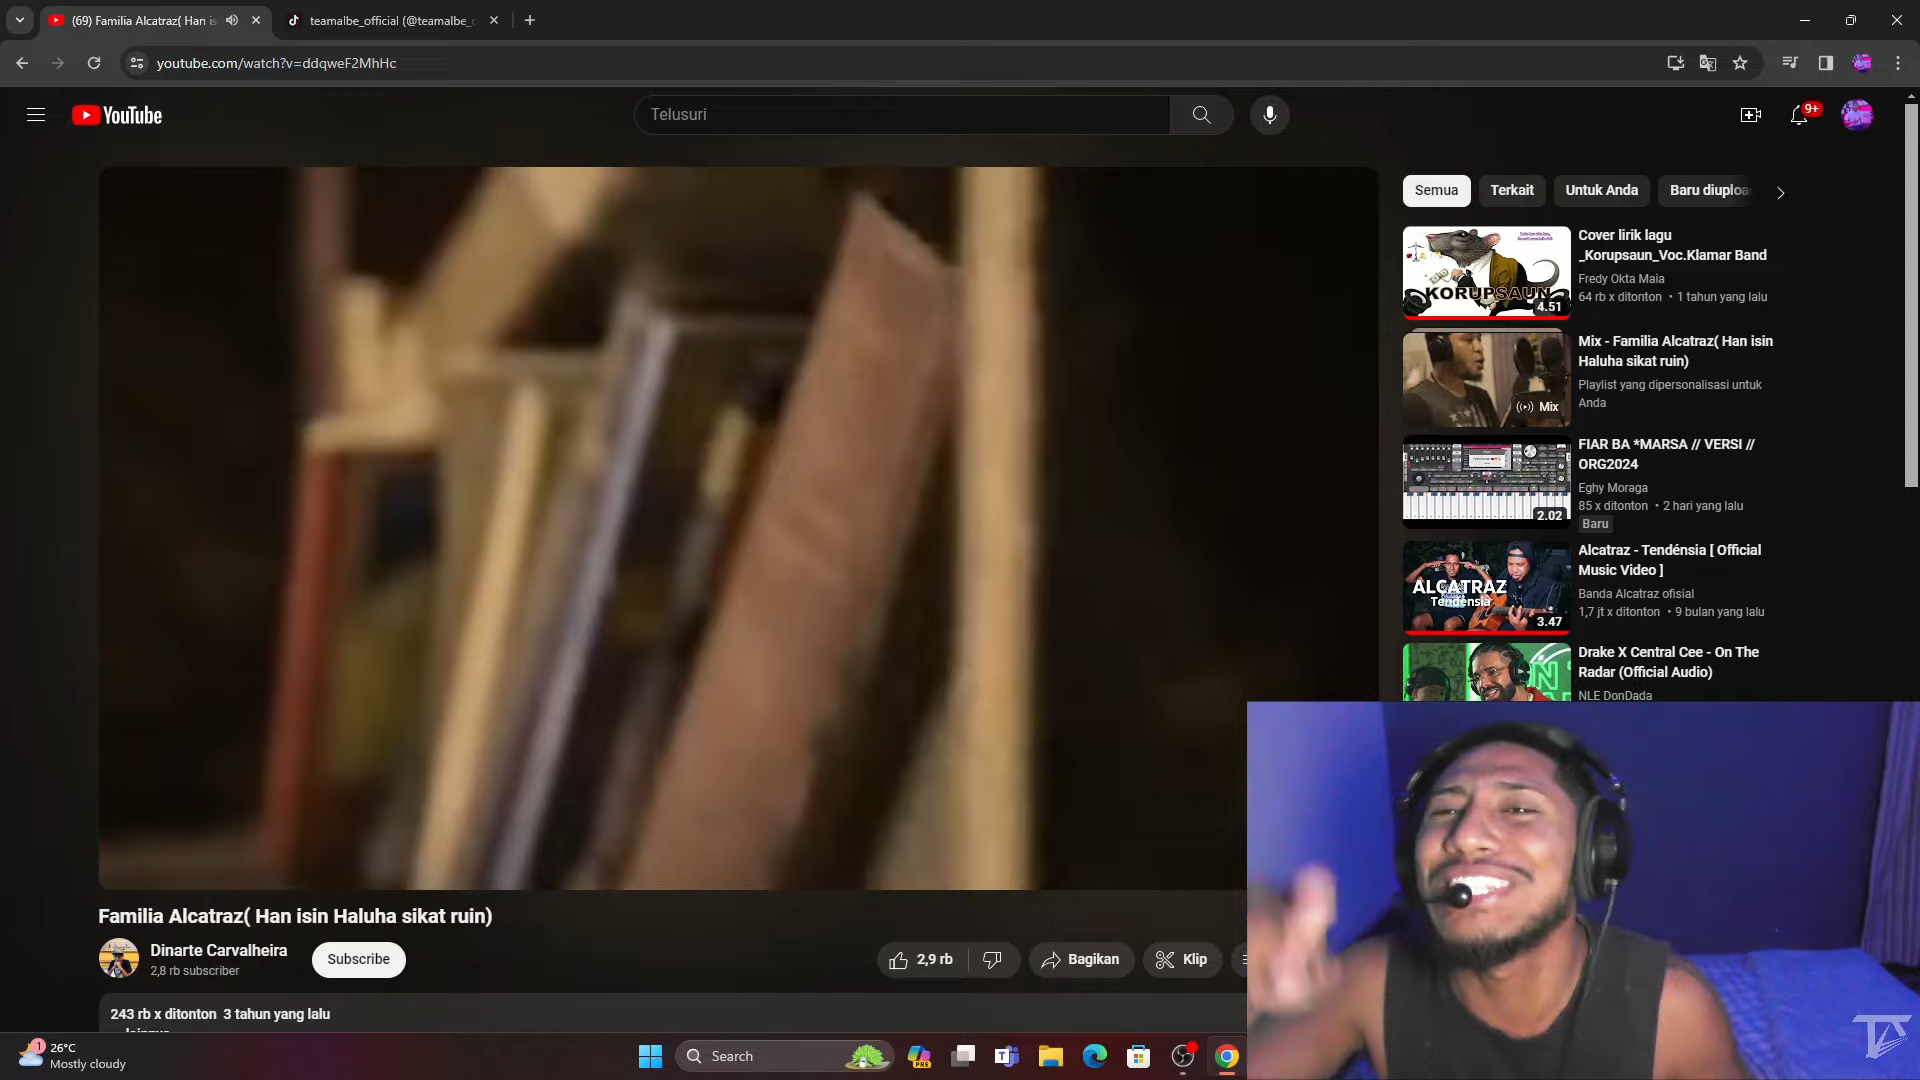 (69) Familia Alcatraz( Han is
teamalbe_official (@teamalbe_
youtube.com/watch?v=ddqweF2MhHc
YouTube
Telusuri
9+
Semua
Terkait
Untuk Anda
Baru diuploa
KORUPSAUN
4.51
Cover lirik lagu
_Korupsaun_Voc.Klamar Band
Fredy Okta Maia
64 rb x ditonton • 1 tahun yang lalu
Mix
Mix - Familia Alcatraz( Han isin
Haluha sikat ruin)
Playlist yang dipersonalisasi untuk
Anda
2.02
FIAR BA *MARSA // VERSI //
ORG2024
Eghy Moraga
85 x ditonton • 2 hari yang lalu
Baru
ALCATRAZ
Tendensia
3.47
Alcatraz - Tendénsia [ Official
Music Video ]
Banda Alcatraz ofisial
1,7 jt x ditonton • 9 bulan yang lalu
Drake X Central Cee - On The
Radar (Official Audio)
NLE DonDada
Familia Alcatraz( Han isin Haluha sikat ruin)
Dinarte Carvalheira
2,8 rb subscriber
Subscribe
2,9 rb
Bagikan
Klip
243 rb x ditonton 3 tahun yang lalu
1
26°C
Mostly cloudy
Search
PRE